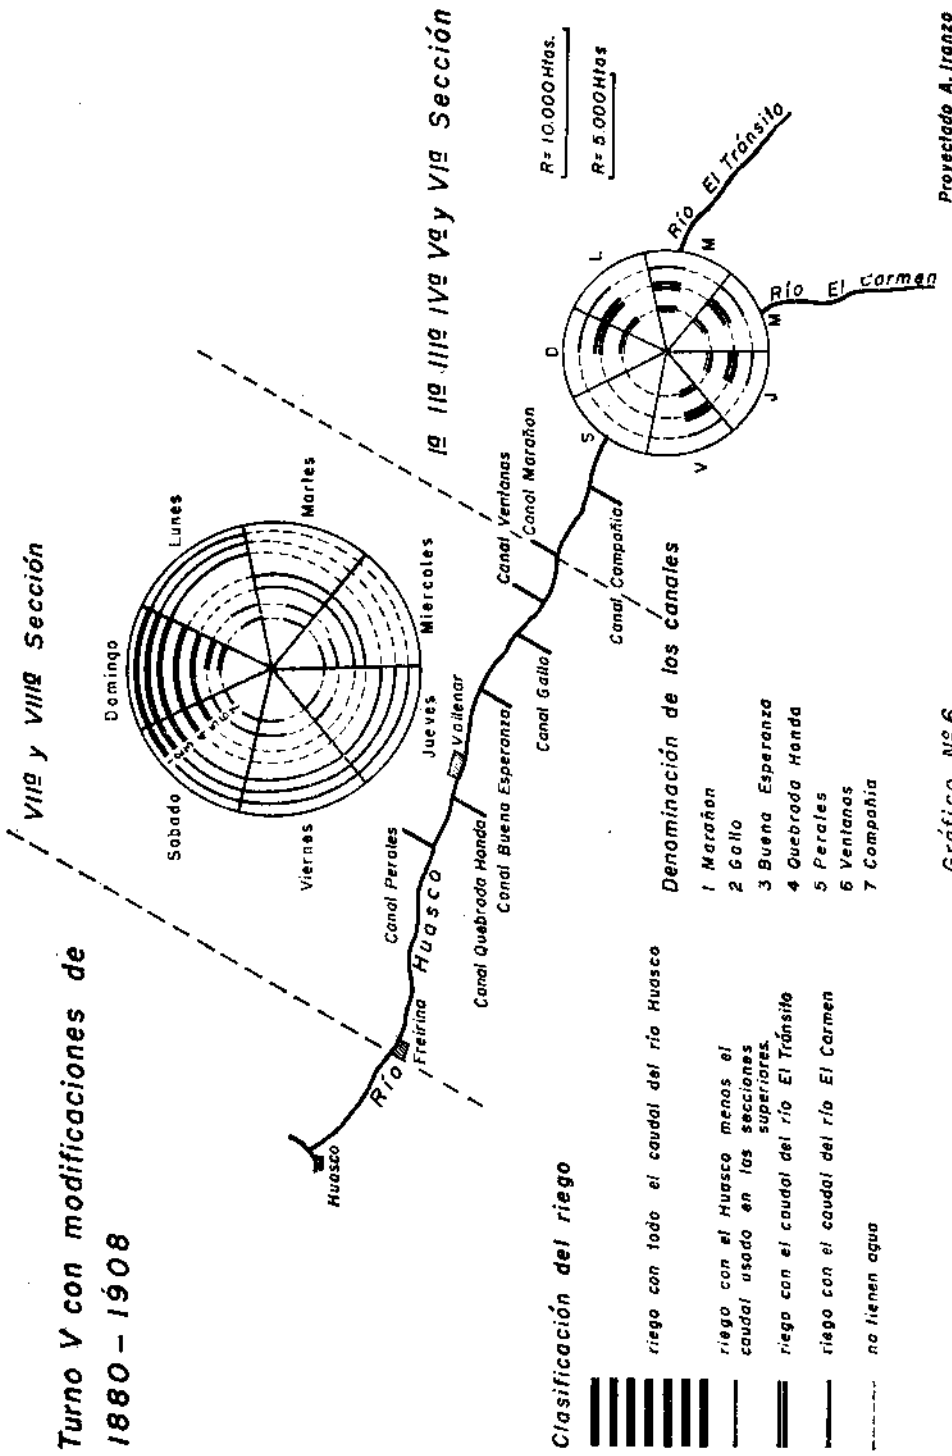 Turno V con modificaciones de
1880-1908
VIIª y VIIIª Sección
Iª IIª IIIª IVª Vª y VIª Sección
Domingo
Lunes
Martes
Miercoles
Jueves
Viernes
Sabado
R= 10.000 Htas.
R= 5.000 Htas
D
L
M
M
J
V
S
Río El Tránsito
Río El Carmen
Huasco
Río Huasco
Freirina
Canal Perales
Canal Quebrada Honda
Vallenar
Canal Buena Esperanza
Canal Gallo
Canal Ventanas
Canal Marañon
Canal Compañia
Clasificación del riego
riego con todo el caudal del río Huasco
riego con el Huasco menos el
caudal usado en las secciones
superiores.
riego con el caudal del río El Tránsito
riego con el caudal del río El Carmen
no tienen agua
Denominación de los canales
1 Marañon
2 Gallo
3 Buena Esperanza
4 Quebrada Honda
5 Perales
6 Ventanas
7 Compañia
Gráfico Nº 6
Proyectado A. Iranzo